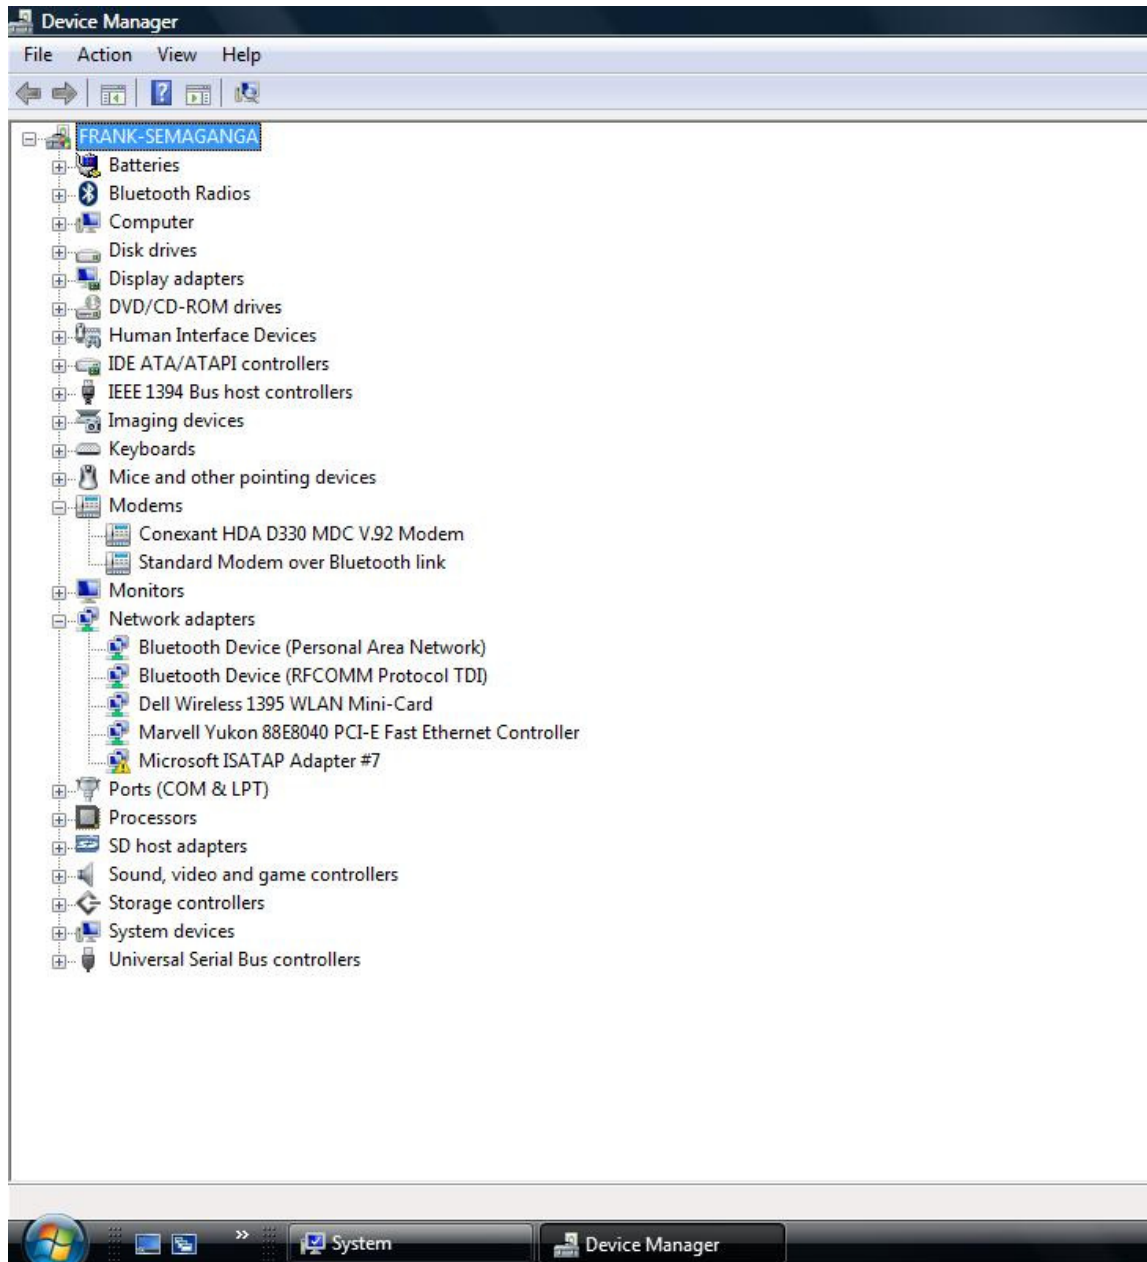 Device Manager
File Action View Help
FRANK-SEMAGANGA
Batteries
Bluetooth Radios
Computer
Disk drives
Display adapters
DVD/CD-ROM drives
Human Interface Devices
IDE ATA/ATAPI controllers
IEEE 1394 Bus host controllers
Imaging devices
Keyboards
Mice and other pointing devices
Modems
Conexant HDA D330 MDC V.92 Modem
Standard Modem over Bluetooth link
Monitors
Network adapters
Bluetooth Device (Personal Area Network)
Bluetooth Device (RFCOMM Protocol TDI)
Dell Wireless 1395 WLAN Mini-Card
Marvell Yukon 88E8040 PCI-E Fast Ethernet Controller
Microsoft ISATAP Adapter #7
Ports (COM & LPT)
Processors
SD host adapters
Sound, video and game controllers
Storage controllers
System devices
Universal Serial Bus controllers
System Device Manager